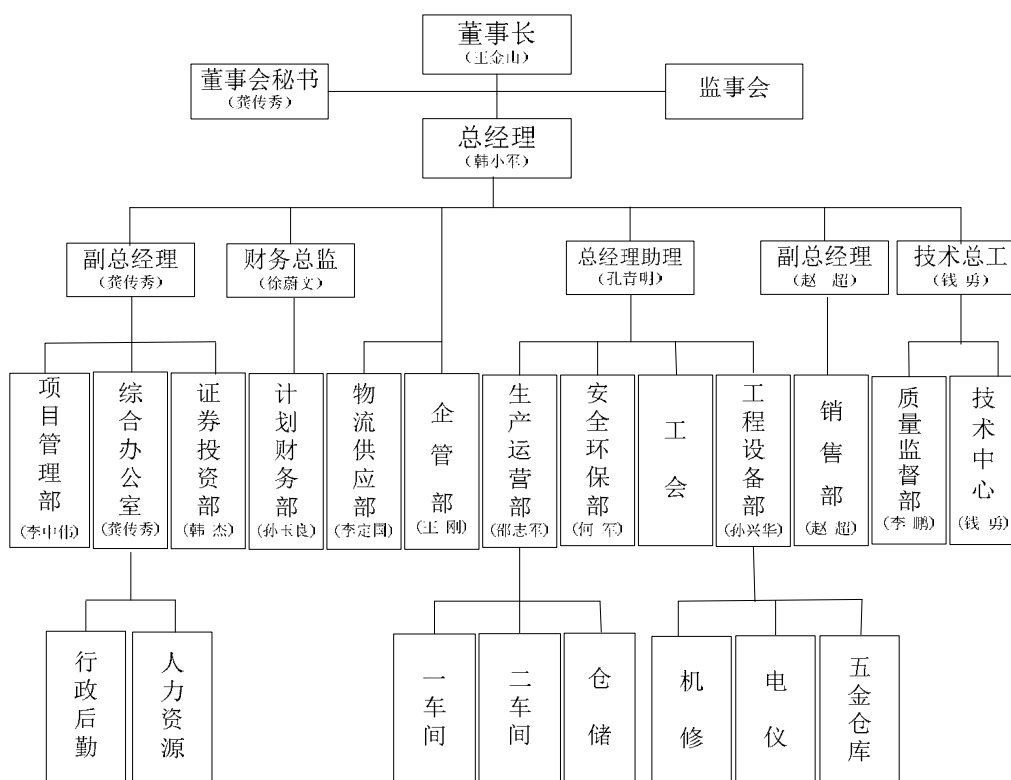 董事长
(王金山)
董事会秘书
(龚传秀)
监事会
总经理
(韩小军)
副总经理
(龚传秀)
财务总监
(徐蔚文)
总经理助理
(孔青明)
副总经理
(赵 超)
技术总工
(钱 勇)
项目管理部
(李中伟)
综合办公室
(龚传秀)
证券投资部
(韩 杰)
计划财务部
(孙玉良)
物流供应部
(李定国)
企管部
(王 刚)
生产运营部
(邵志军)
安全环保部
(何 军)
工会
工程设备部
(孙兴华)
销售部
(赵 超)
质量监督部
(李 鹏)
技术中心
(钱 勇)
行政后勤
人力资源
一车间
二车间
仓储
机修
电仪
五金仓库